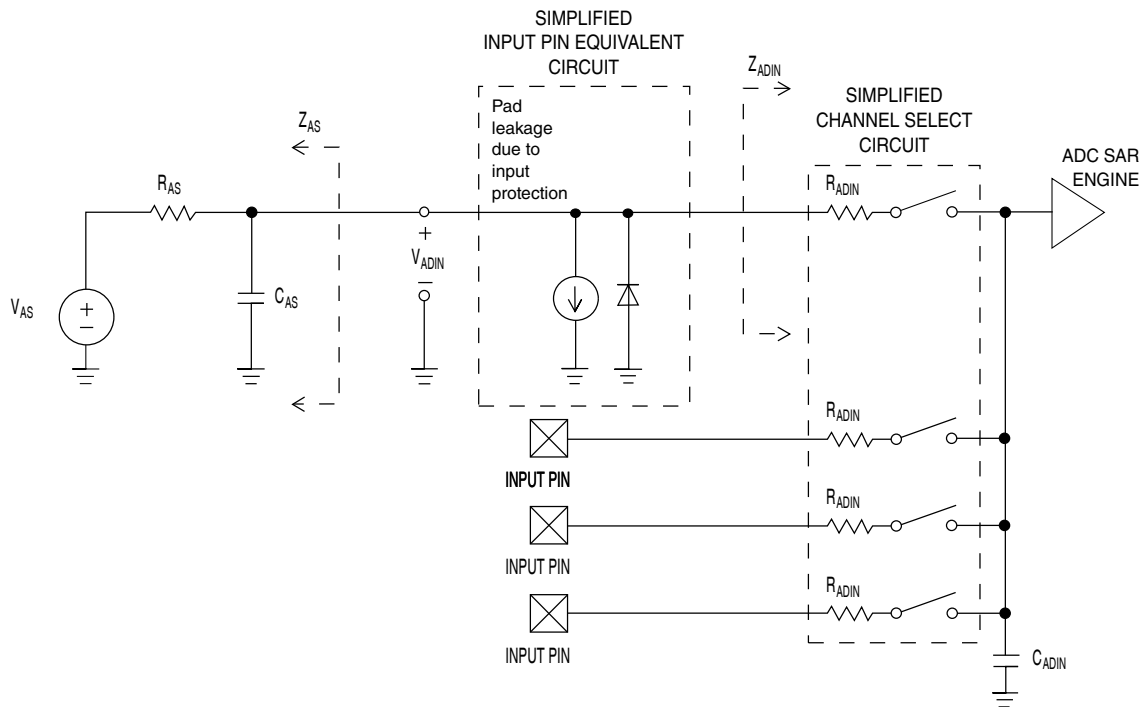 SIMPLIFIED
INPUT PIN EQUIVALENT
CIRCUIT
Z_ADIN
SIMPLIFIED
CHANNEL SELECT
CIRCUIT
Pad
leakage
due to
input
protection
Z_AS
ADC SAR
ENGINE
R_AS
R_ADIN
+
V_ADIN
–
V_AS
+
–
C_AS
R_ADIN
INPUT PIN
R_ADIN
INPUT PIN
R_ADIN
INPUT PIN
C_ADIN